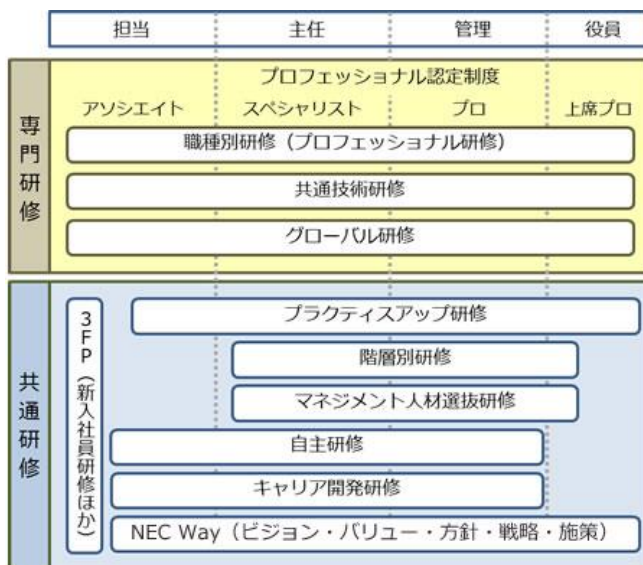 担当 主任 管理 役員
専門研修
プロフェッショナル認定制度
アソシエイト スペシャリスト プロ 上席プロ
職種別研修（プロフェッショナル研修）
共通技術研修
グローバル研修
共通研修
3FP（新入社員研修ほか）
プラクティスアップ研修
階層別研修
マネジメント人材選抜研修
自主研修
キャリア開発研修
NEC Way（ビジョン・バリュー・方針・戦略・施策）